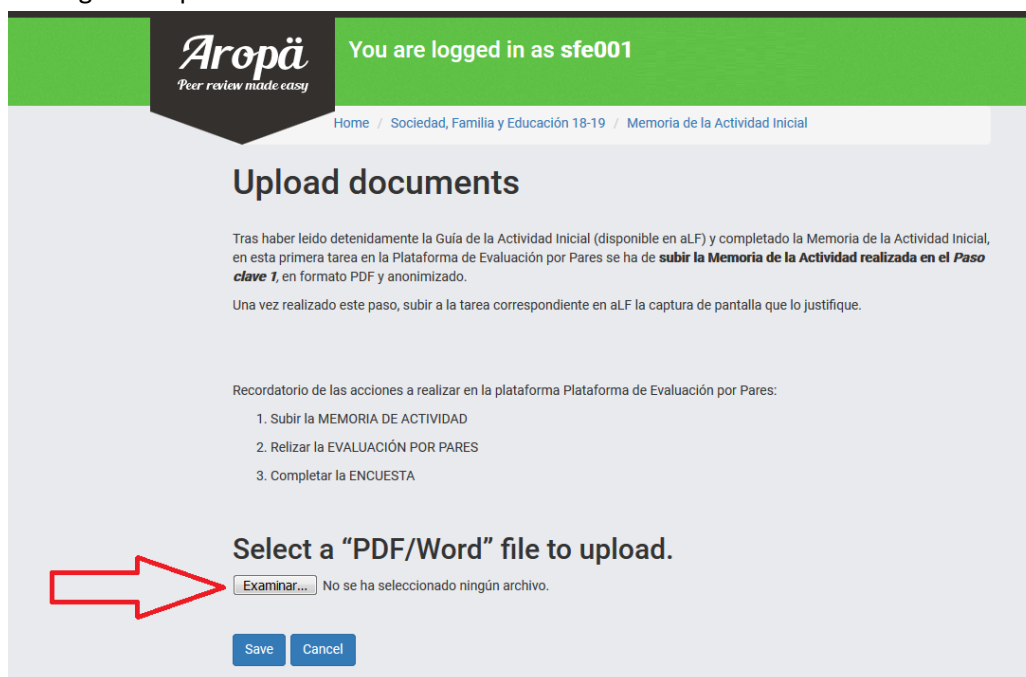 Aropä
Peer review made easy
You are logged in as sfe001
Home / Sociedad, Familia y Educación 18-19 / Memoria de la Actividad Inicial
Upload documents
Tras haber leido detenidamente la Guía de la Actividad Inicial (disponible en aLF) y completado la Memoria de la Actividad Inicial,
en esta primera tarea en la Plataforma de Evaluación por Pares se ha de subir la Memoria de la Actividad realizada en el Paso
clave 1, en formato PDF y anonimizado.
Una vez realizado este paso, subir a la tarea correspondiente en aLF la captura de pantalla que lo justifique.
Recordatorio de las acciones a realizar en la plataforma Plataforma de Evaluación por Pares:
1. Subir la MEMORIA DE ACTIVIDAD
2. Relizar la EVALUACIÓN POR PARES
3. Completar la ENCUESTA
Select a “PDF/Word” file to upload.
Examinar... No se ha seleccionado ningún archivo.
Save Cancel